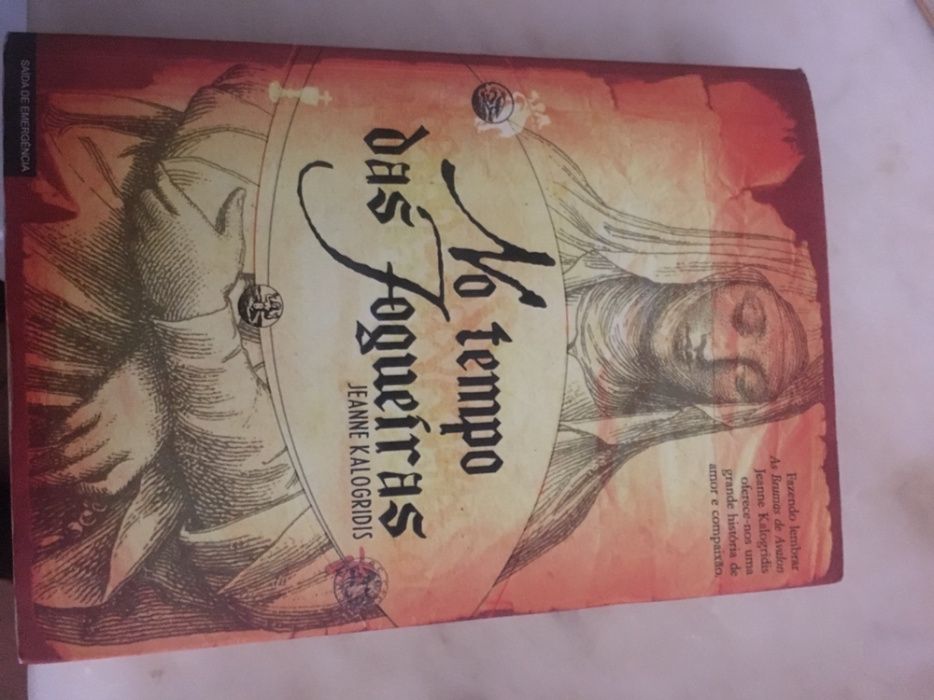 Fazendo lembrar
As Brumas de Avalon
Jeanne Kalogridis
oferece-nos uma
grande história de
amor e compaixão.
No tempo
das fogueiras
JEANNE KALOGRIDIS
SAÍDA DE EMERGÊNCIA